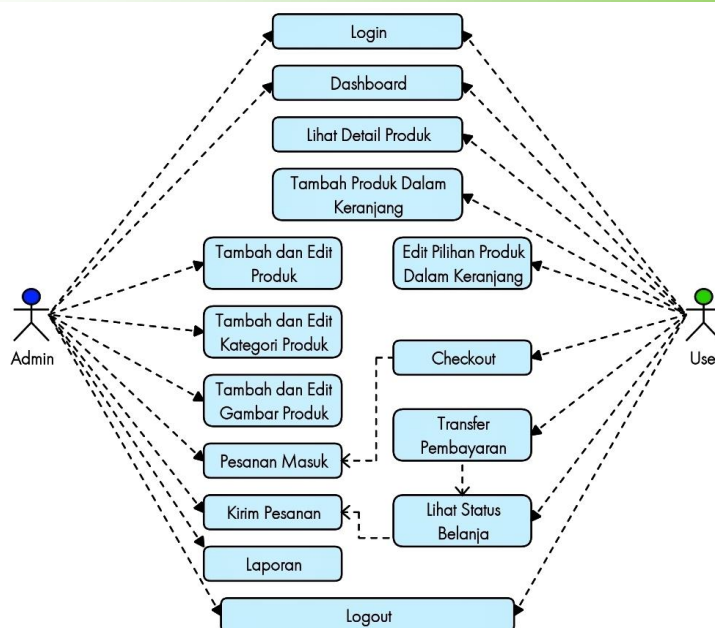 Login
Dashboard
Lihat Detail Produk
Tambah Produk Dalam
Keranjang
Tambah dan Edit
Produk
Edit Pilihan Produk
Dalam Keranjang
Admin
Use
Tambah dan Edit
Kategori Produk
Checkout
Tambah dan Edit
Gambar Produk
Transfer
Pembayaran
Pesanan Masuk
Kirim Pesanan
Lihat Status
Belanja
Laporan
Logout